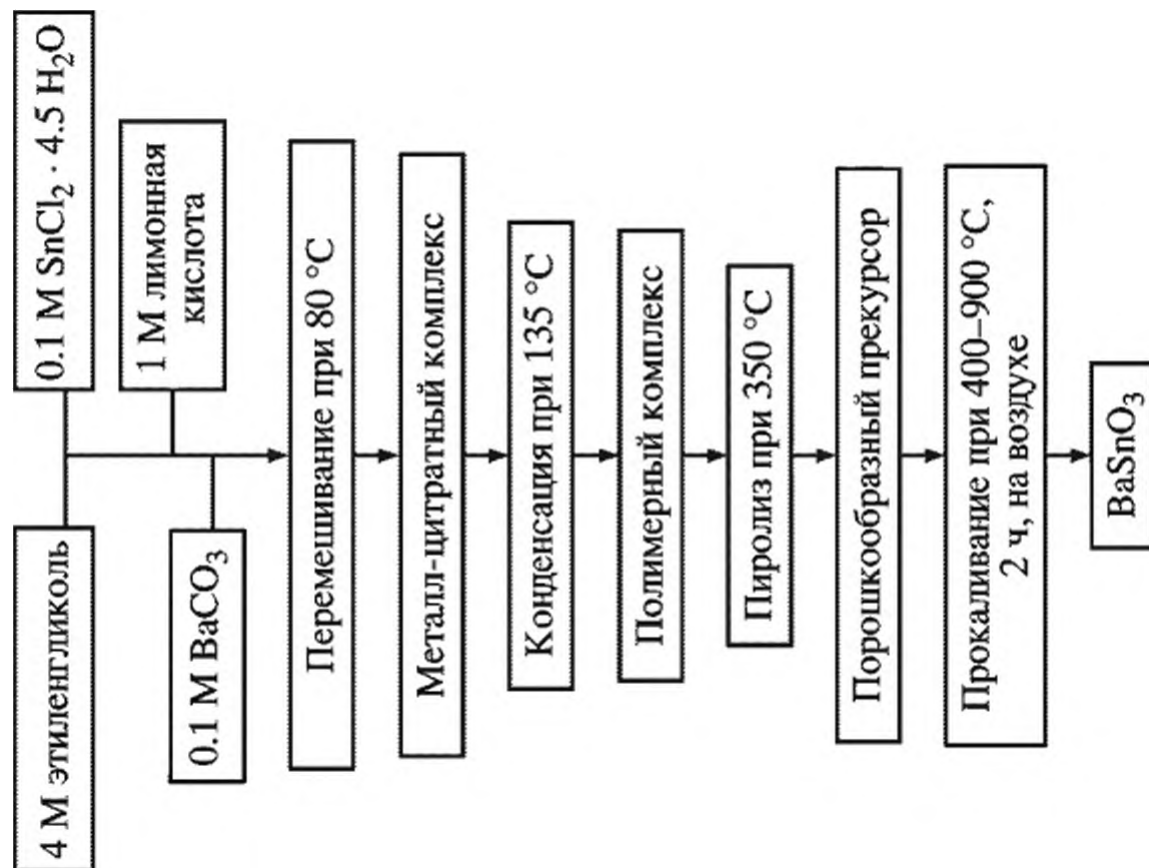 4 М этиленгликоль
0.1 М SnCl₂ · 4.5 H₂O
1 М лимонная
кислота
0.1 М BaCO₃
Перемешивание при 80 °C
Металл-цитратный комплекс
Конденсация при 135 °C
Полимерный комплекс
Пиролиз при 350 °C
Порошкообразный прекурсор
Прокаливание при 400–900 °C,
2 ч, на воздухе
BaSnO₃